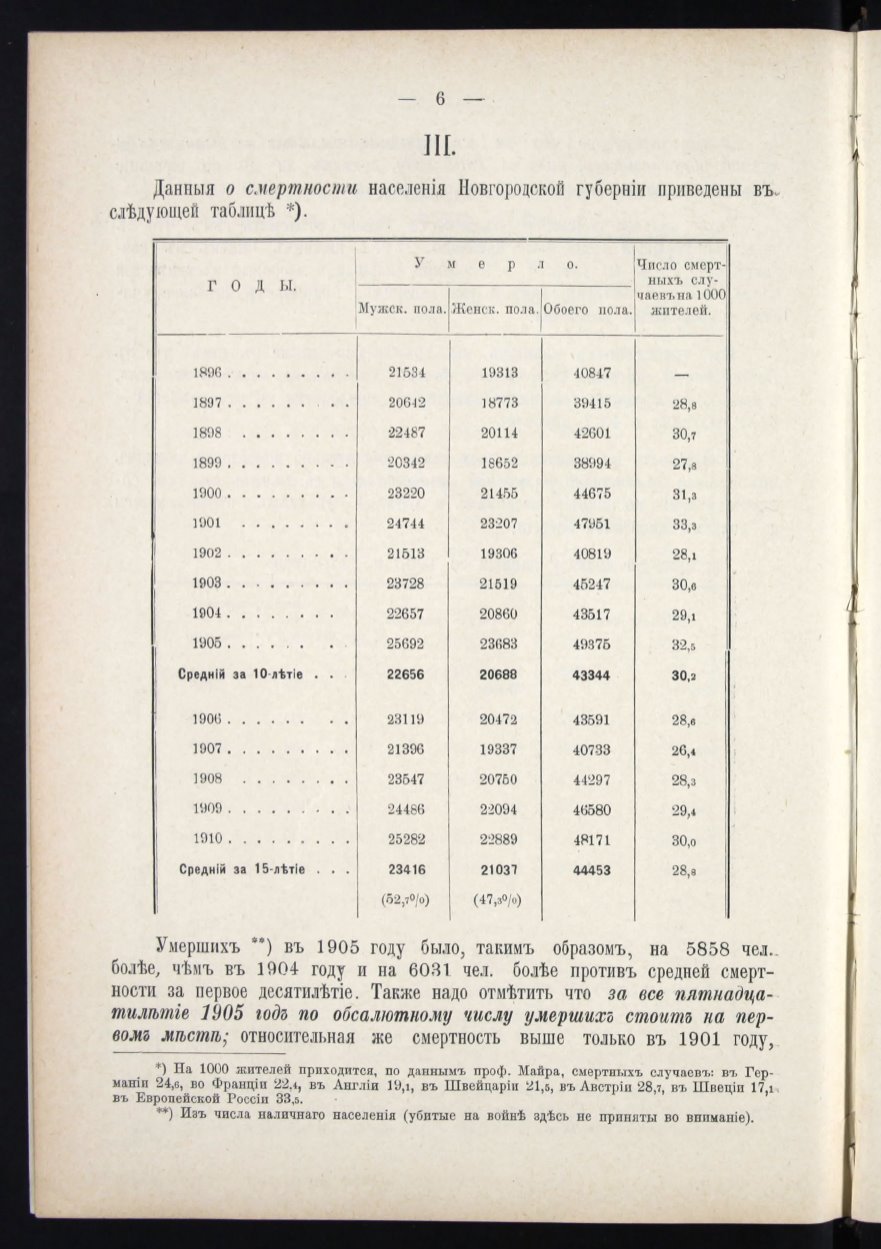 — 6 —
III.
Данныя о смертности населенія Новгородской губерніи приведены въ
слѣдующей таблицѣ *).
ГОДЫ. Умерло. Число смерт-
ныхъ слу-
чаевъ на 1000
жителей.
Мужск. пола. Женск. пола. Обоего пола.
1896 . . . . . . . . . 21534 19313 40847 —
1897 . . . . . . . . . 20642 18773 39415 28,8
1898 . . . . . . . . 22487 20114 42601 30,7
1899 . . . . . . . . . 20342 18652 38994 27,8
1900 . . . . . . . . . 23220 21455 44675 31,3
1901 . . . . . . . . 24744 23207 47951 33,3
1902 . . . . . . . . . 21513 19306 40819 28,1
1903 . . . . . . . . . 23728 21519 45247 30,6
1904 . . . . . . . . 22657 20860 43517 29,1
1905 . . . . . . . 25692 23683 49375 32,5
Средній за 10-лѣтіе . . . 22656 20688 43344 30,2
1906 . . . . . . . . 23119 20472 43591 28,6
1907 . . . . . . . . . 21396 19337 40733 26,4
1908 . . . . . . . . 23547 20750 44297 28,3
1909 . . . . . . . . . 24486 22094 46580 29,4
1910 . . . . . . . . . 25282 22889 48171 30,0
Средній за 15-лѣтіе . . . 23416 21037 44453 28,8
(52,7%) (47,3%)
Умершихъ **) въ 1905 году было, такимъ образомъ, на 5858 чел.
болѣе, чѣмъ въ 1904 году и на 6031 чел. болѣе противъ средней смерт-
ности за первое десятилѣтіе. Также надо отмѣтить что за все пятнадца-
тилѣтіе 1905 годъ по обсалютному числу умершихъ стоитъ на пер-
вомъ мѣстѣ; относительная же смертность выше только въ 1901 году,
*) На 1000 жителей приходится, по даннымъ проф. Майра, смертныхъ случаевъ: въ Гер-
маніи 24,6, во Франціи 22,4, въ Англіи 19,1, въ Швейцаріи 21,5, въ Австріи 28,7, въ Швеціи 17,1
въ Европейской Россіи 33,5.
**) Изъ числа наличнаго населенія (убитые на войнѣ здѣсь не приняты во вниманіе).